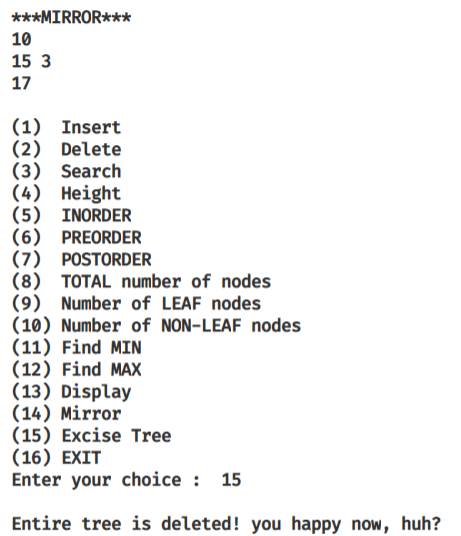 ***MIRROR***
10
15 3
17
(1) Insert
(2) Delete
(3) Search
(4) Height
(5) INORDER
(6) PREORDER
(7) POSTORDER
(8) TOTAL number of nodes
(9) Number of LEAF nodes
(10) Number of NON-LEAF nodes
(11) Find MIN
(12) Find MAX
(13) Display
(14) Mirror
(15) Excise Tree
(16) EXIT
Enter your choice : 15
Entire tree is deleted! you happy now, huh?